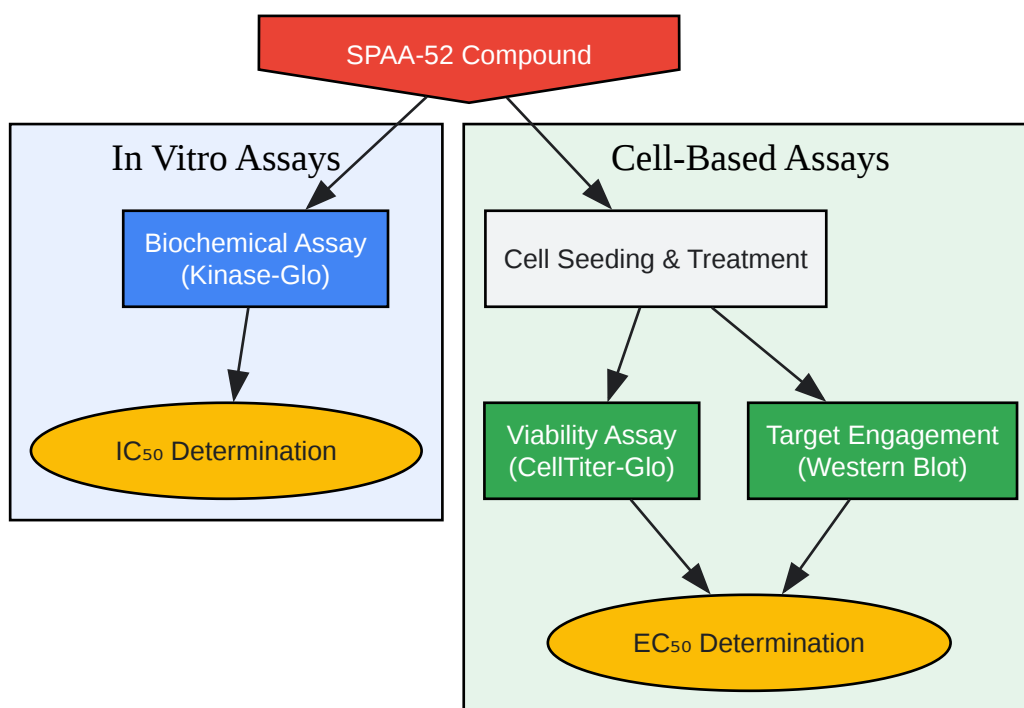 SPAA-52 Compound
In Vitro Assays
Biochemical Assay
(Kinase-Glo)
IC₅₀ Determination
Cell-Based Assays
Cell Seeding & Treatment
Viability Assay
(CellTiter-Glo)
Target Engagement
(Western Blot)
EC₅₀ Determination